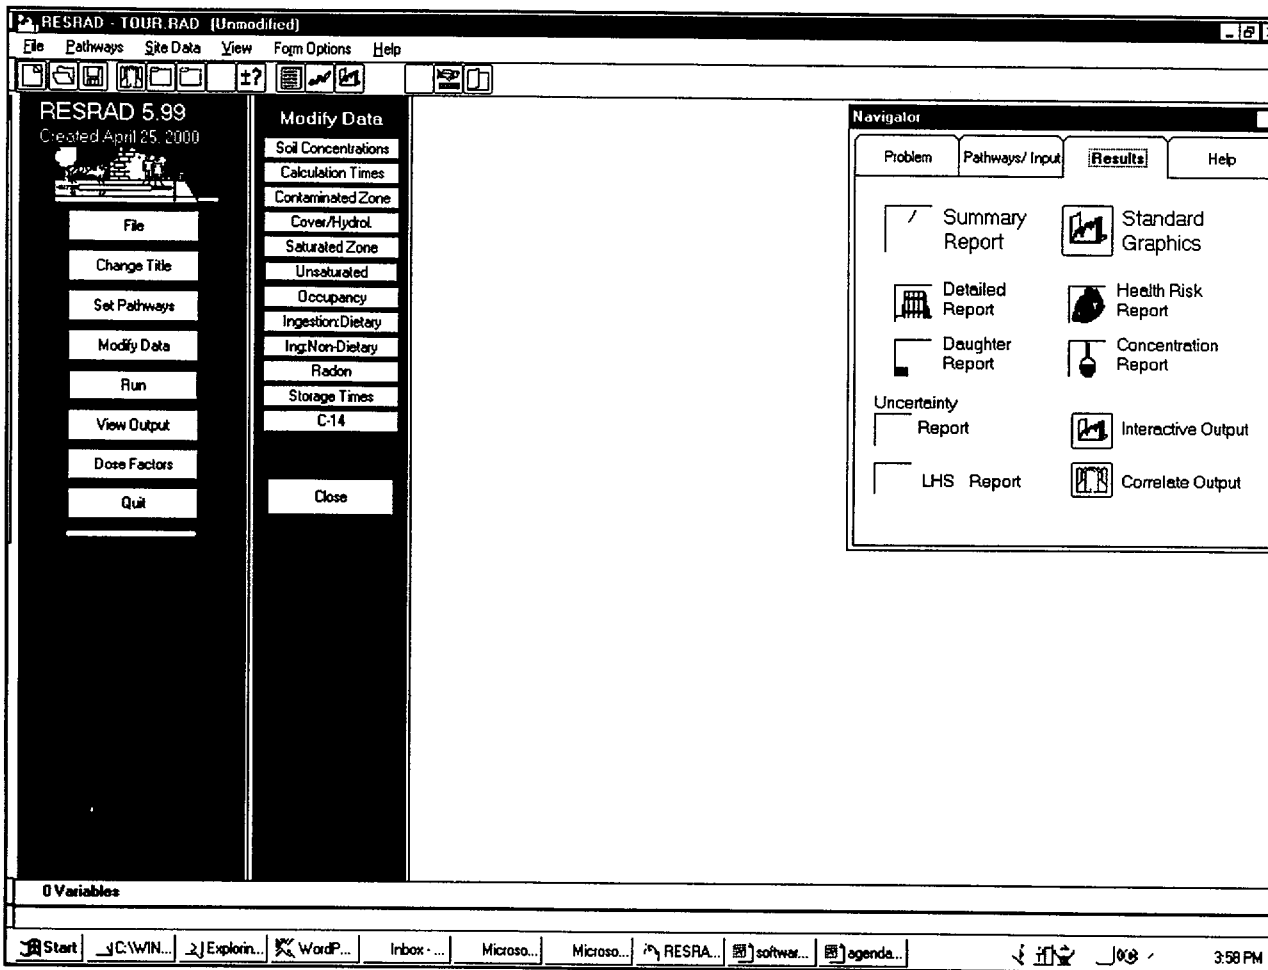 RESRAD - TOUR.RAD (Unmodified)
File Pathways Site Data View Form Options Help
±?
RESRAD 5.99
Created April 25, 2000
File
Change Title
Set Pathways
Modify Data
Run
View Output
Dose Factors
Quit
Modify Data
Soil Concentrations
Calculation Times
Contaminated Zone
Cover/Hydrol.
Saturated Zone
Unsaturated
Occupancy
Ingestion:Dietary
Ing:Non-Dietary
Radon
Storage Times
C-14
Close
Navigator
Problem Pathways/ Input Results Help
Summary Report
Standard Graphics
Detailed Report
Health Risk Report
Daughter Report
Concentration Report
Uncertainty Report
Interactive Output
LHS Report
Correlate Output
0 Variables
Start C:\WIN... Explorin... WordP... Inbox - ... Microso... Microso... RESRA... softwar... agenda... 3:58 PM